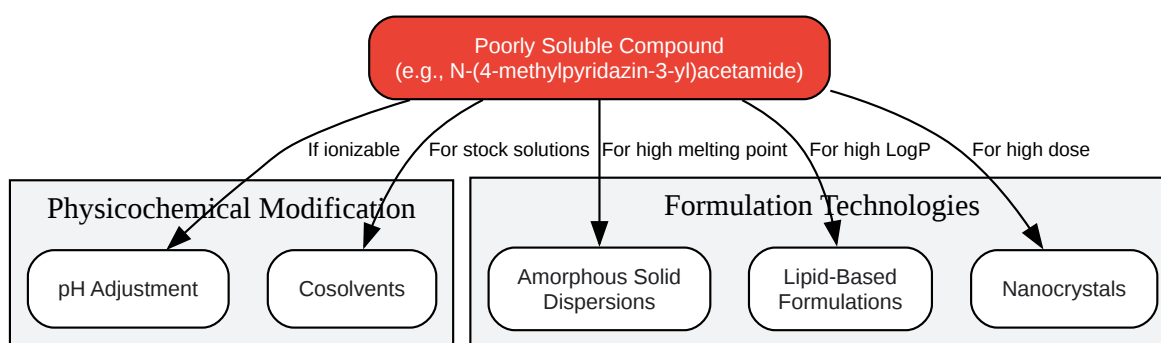 Poorly Soluble Compound
(e.g., N-(4-methylpyridazin-3-yl)acetamide)
If ionizable
For stock solutions
For high melting point
For high LogP
For high dose
Physicochemical Modification
Formulation Technologies
pH Adjustment
Cosolvents
Amorphous Solid
Dispersions
Lipid-Based
Formulations
Nanocrystals